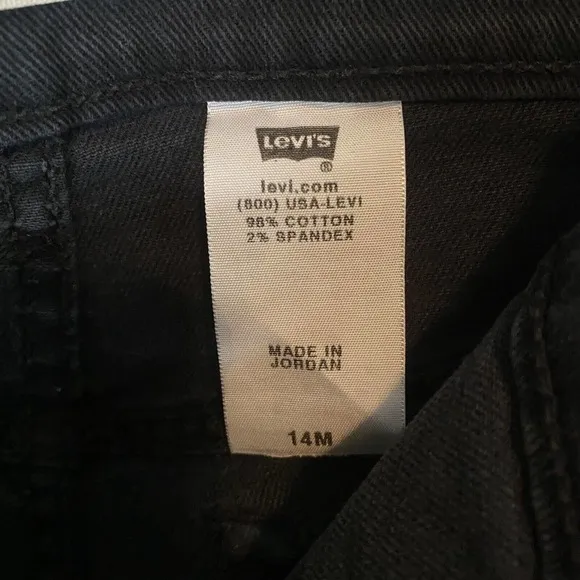 Levi's
®
levi.com
(800) USA-LEVI
98% COTTON
2% SPANDEX
MADE IN
JORDAN
14M